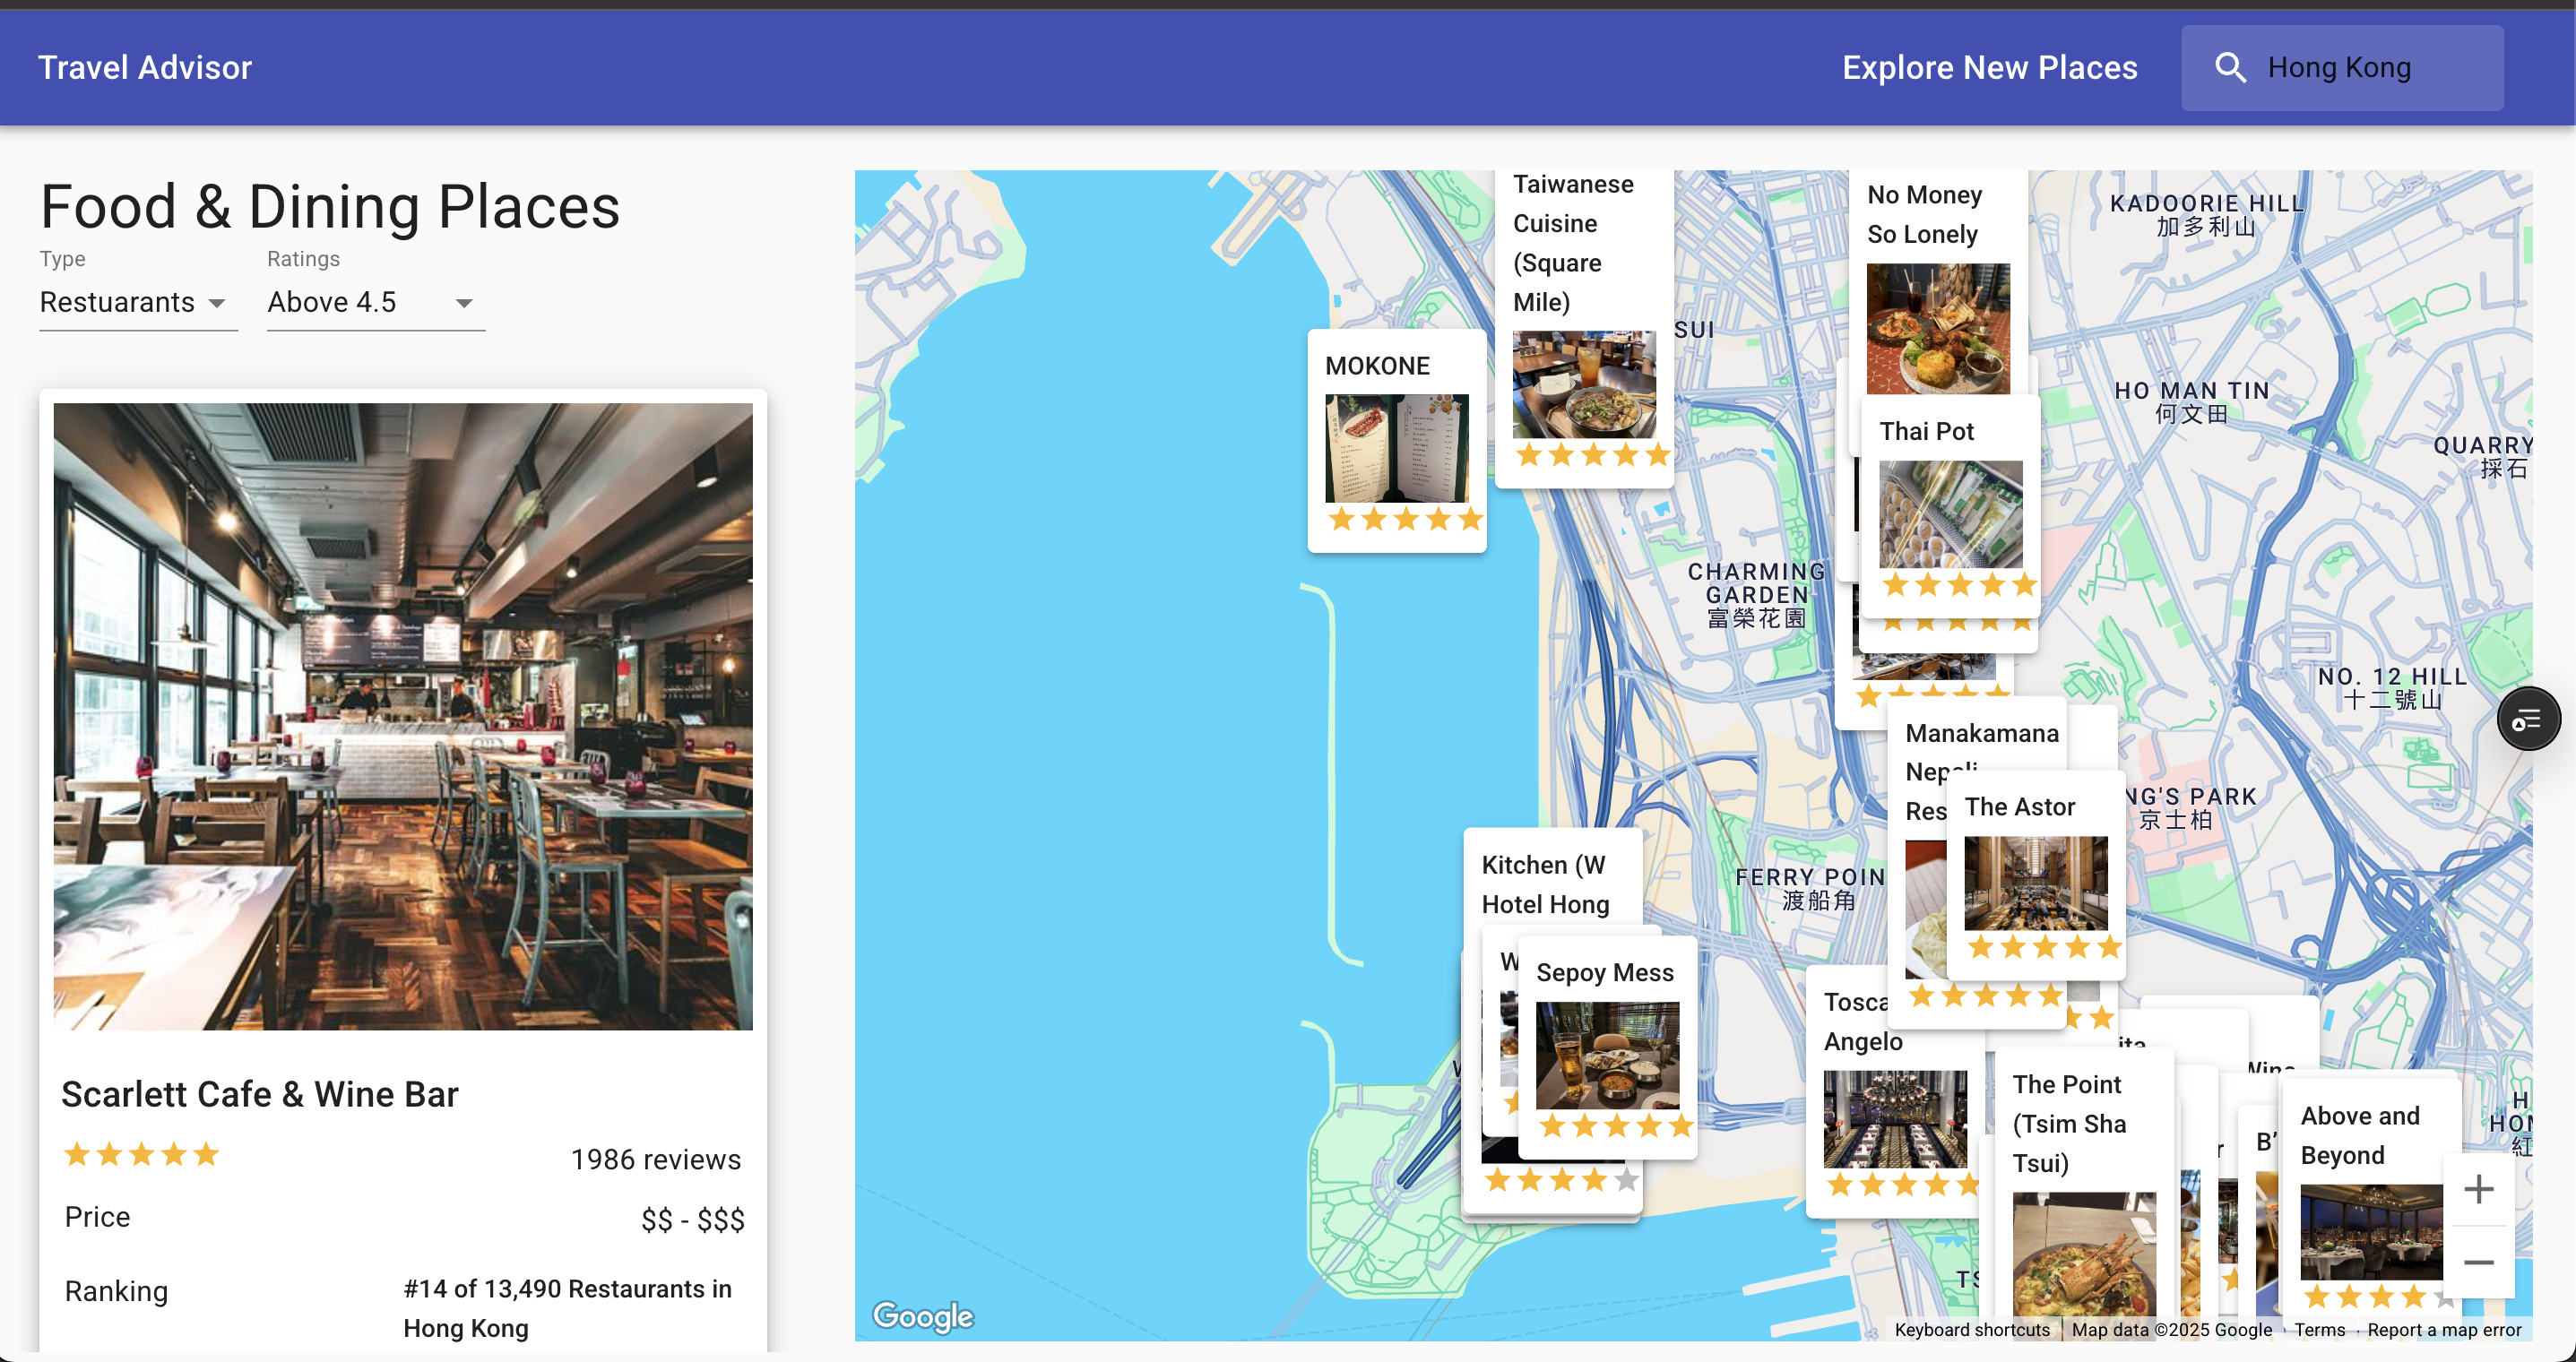 Travel Advisor
Explore New Places
Hong Kong
Food & Dining Places
Type
Ratings
Restuarants
Above 4.5
Scarlett Cafe & Wine Bar
1986 reviews
Price
$$ - $$$
Ranking
#14 of 13,490 Restaurants in
Hong Kong
Taiwanese
Cuisine
(Square
Mile)
No Money
So Lonely
KADOORIE HILL
加多利山
SUI
MOKONE
HO MAN TIN
何文田
Thai Pot
QUARRY
採石
CHARMING
GARDEN
富榮花園
NO. 12 HILL
十二號山
Manakamana
Nepali
Res
The Astor
NG'S PARK
京士柏
Kitchen (W
Hotel Hong
FERRY POIN
渡船角
W
Sepoy Mess
Tosca
Angelo
ita
Wine
The Point
(Tsim Sha
Tsui)
r
B'
Above and
Beyond
H
HON
紅
TS
Google
Keyboard shortcuts
Map data ©2025 Google
Terms
Report a map error